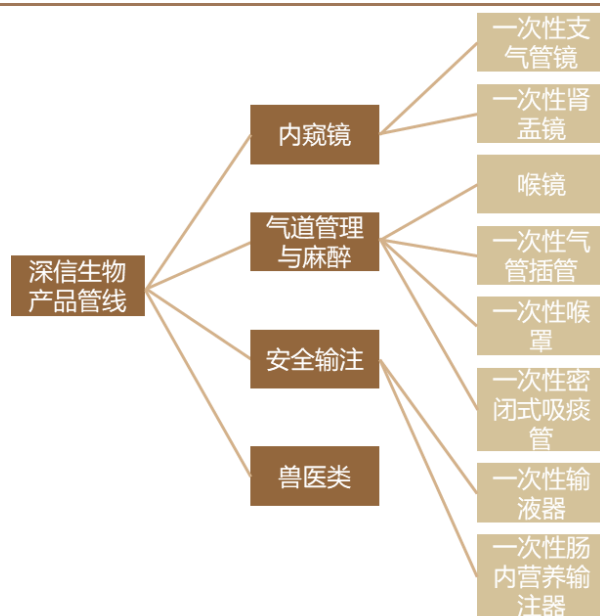 深信生物
产品管线
内窥镜
气道管理
与麻醉
安全输注
兽医类
一次性支
气管镜
一次性肾
盂镜
喉镜
一次性气
管插管
一次性喉
罩
一次性密
闭式吸痰
管
一次性输
液器
一次性肠
内营养输
注器